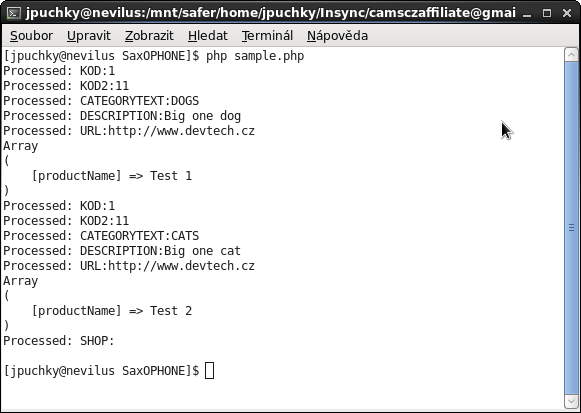 jpuchky@nevilus:/mnt/safer/home/jpuchky/Insync/camsczaffiliate@gmai
Soubor Upravit Zobrazit Hledat Terminál Nápověda
[jpuchky@nevilus SaxOPHONE]$ php sample.php
Processed: KOD:1
Processed: KOD2:11
Processed: CATEGORYTEXT:DOGS
Processed: DESCRIPTION:Big one dog
Processed: URL:http://www.devtech.cz
Array
(
    [productName] => Test 1
)
Processed: KOD:1
Processed: KOD2:11
Processed: CATEGORYTEXT:CATS
Processed: DESCRIPTION:Big one cat
Processed: URL:http://www.devtech.cz
Array
(
    [productName] => Test 2
)
Processed: SHOP:
[jpuchky@nevilus SaxOPHONE]$